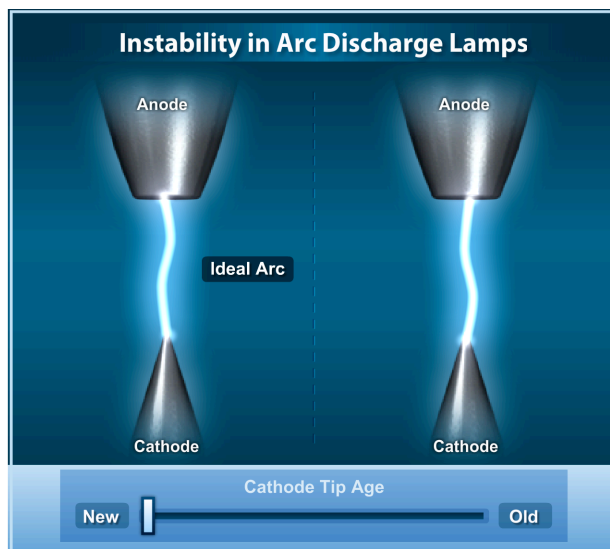 Instability in Arc Discharge Lamps
Anode
Anode
Ideal Arc
Cathode
Cathode
Cathode Tip Age
New
Old